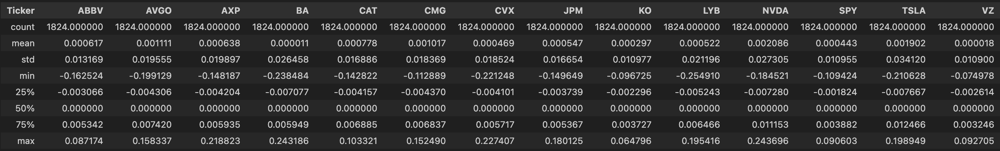 Ticker ABBV AVGO AXP BA CAT CMG CVX JPM KO LYB NVDA SPY TSLA VZ
count 1824.000000 1824.000000 1824.000000 1824.000000 1824.000000 1824.000000 1824.000000 1824.000000 1824.000000 1824.000000 1824.000000 1824.000000 1824.000000 1824.000000
mean 0.000617 0.001111 0.000638 0.000011 0.000778 0.001017 0.000469 0.000547 0.000297 0.000522 0.002086 0.000443 0.001902 0.000018
std 0.013169 0.019555 0.019897 0.026458 0.016886 0.018369 0.018524 0.016654 0.010977 0.021196 0.027305 0.010955 0.034120 0.010900
min -0.162524 -0.199129 -0.148187 -0.238484 -0.142822 -0.112889 -0.221248 -0.149649 -0.096725 -0.254910 -0.184521 -0.109424 -0.210628 -0.074978
25% -0.003066 -0.004306 -0.004204 -0.007077 -0.004157 -0.004370 -0.004101 -0.003739 -0.002296 -0.005243 -0.007280 -0.001824 -0.007667 -0.002614
50% 0.000000 0.000000 0.000000 0.000000 0.000000 0.000000 0.000000 0.000000 0.000000 0.000000 0.000000 0.000000 0.000000 0.000000
75% 0.005342 0.007420 0.005935 0.005949 0.006885 0.006837 0.005717 0.005367 0.003727 0.006466 0.011153 0.003882 0.012466 0.003246
max 0.087174 0.158337 0.218823 0.243186 0.103321 0.152490 0.227407 0.180125 0.064796 0.195416 0.243696 0.090603 0.198949 0.092705